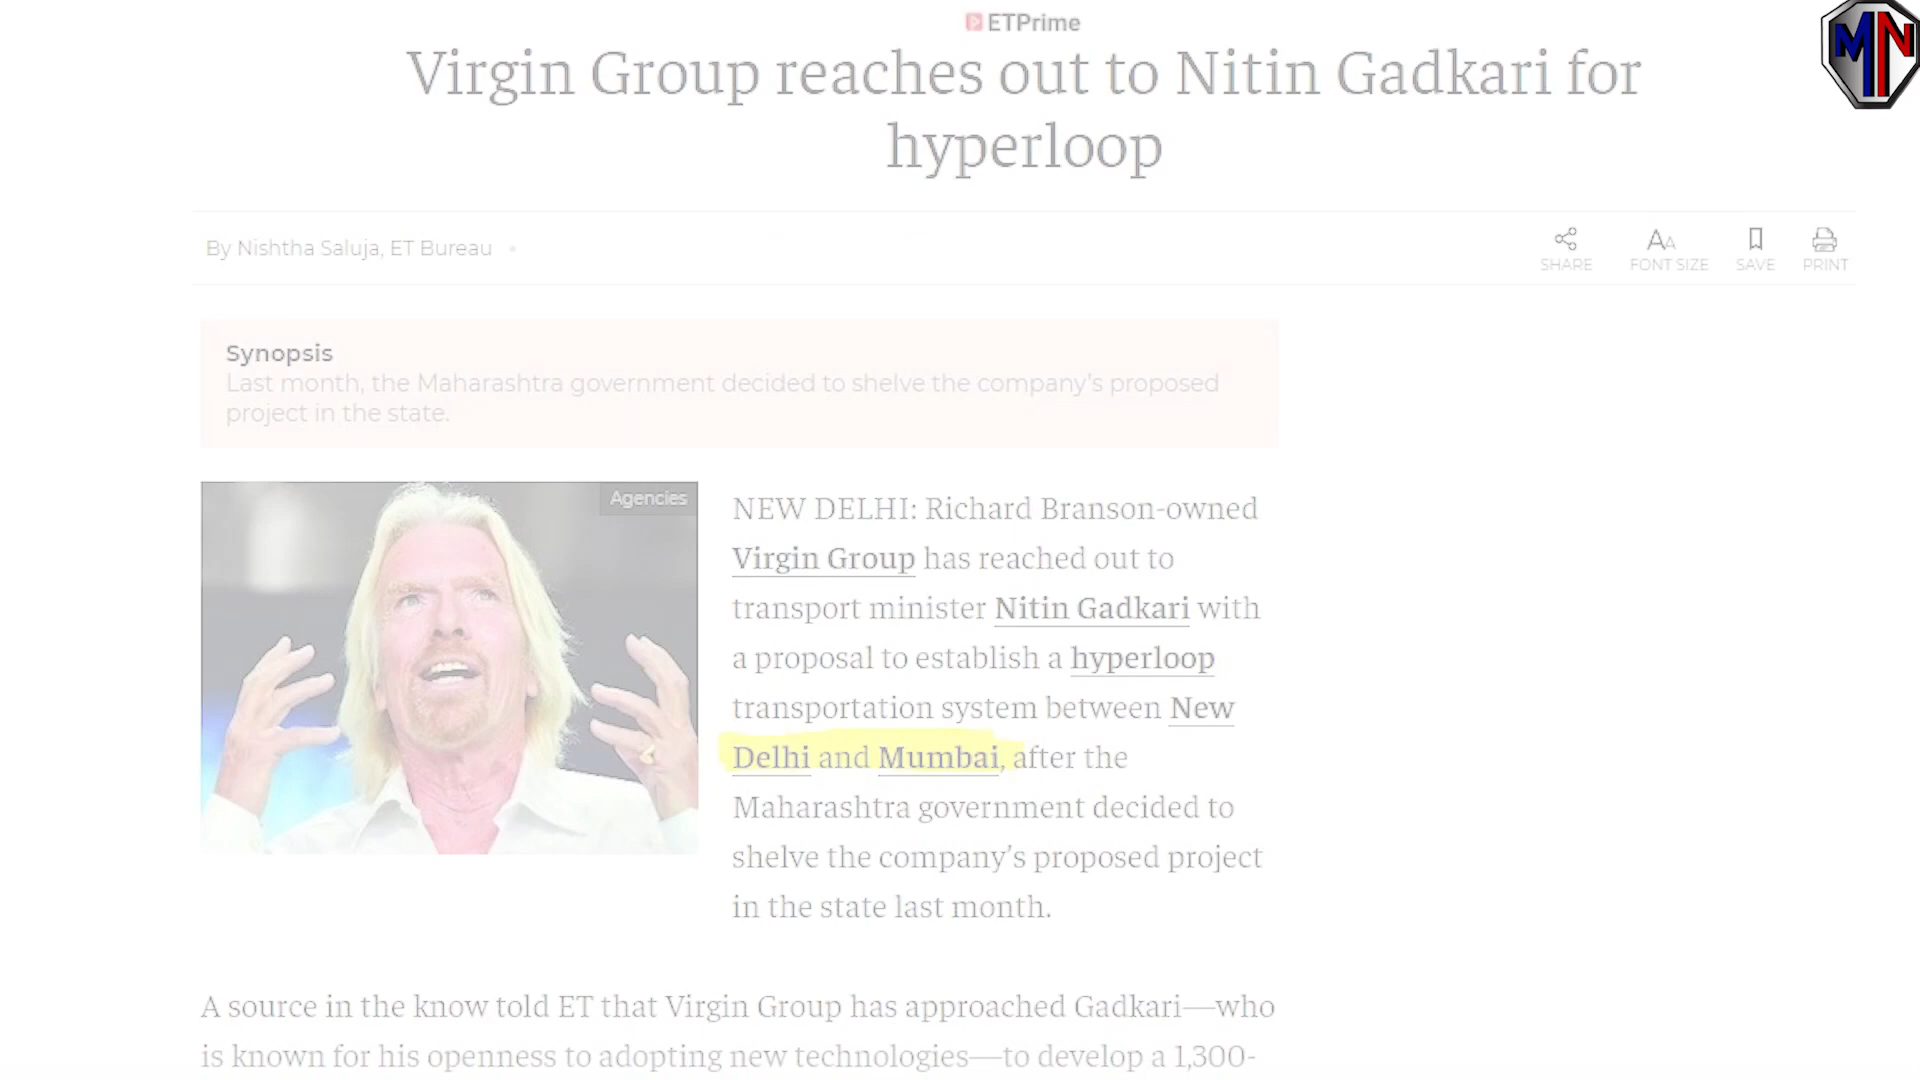 ETPrime
MN
Virgin Group reaches out to Nitin Gadkari for
hyperloop
By Nishtha Saluja, ET Bureau
SHARE
FONT SIZE
SAVE
PRINT
Synopsis
Last month, the Maharashtra government decided to shelve the company's proposed
project in the state.
Agencies
NEW DELHI: Richard Branson-owned
Virgin Group has reached out to
transport minister Nitin Gadkari with
a proposal to establish a hyperloop
transportation system between New
Delhi and Mumbai, after the
Maharashtra government decided to
shelve the company's proposed project
in the state last month.
A source in the know told ET that Virgin Group has approached Gadkari—who
is known for his openness to adopting new technologies—to develop a 1,300-